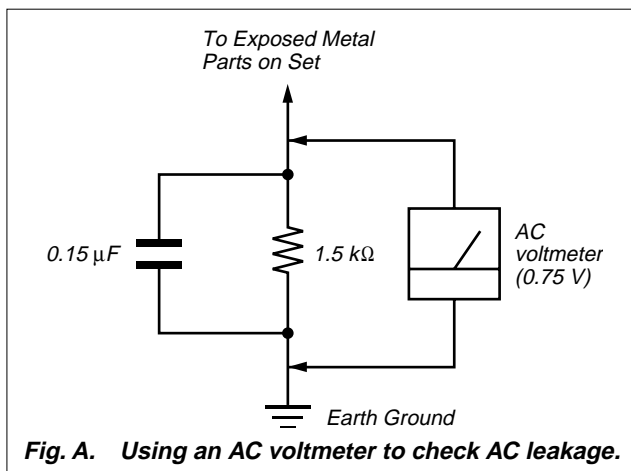 To Exposed Metal
Parts on Set
0.15 µF
1.5 kΩ
AC
voltmeter
(0.75 V)
Earth Ground
Fig. A. Using an AC voltmeter to check AC leakage.